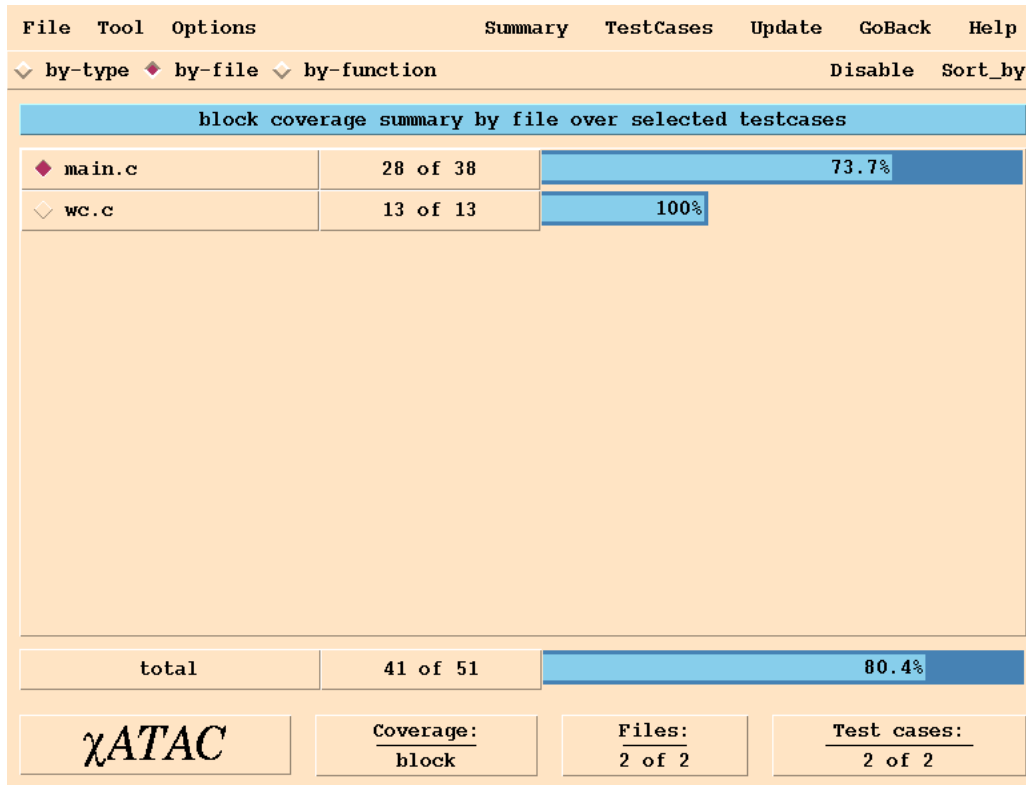 File Tool Options Summary TestCases Update GoBack Help
by-type by-file by-function Disable Sort_by
block coverage summary by file over selected testcases
main.c 28 of 38 73.7%
wc.c 13 of 13 100%
total 41 of 51 80.4%
χATAC Coverage: Files: Test cases:
block 2 of 2 2 of 2